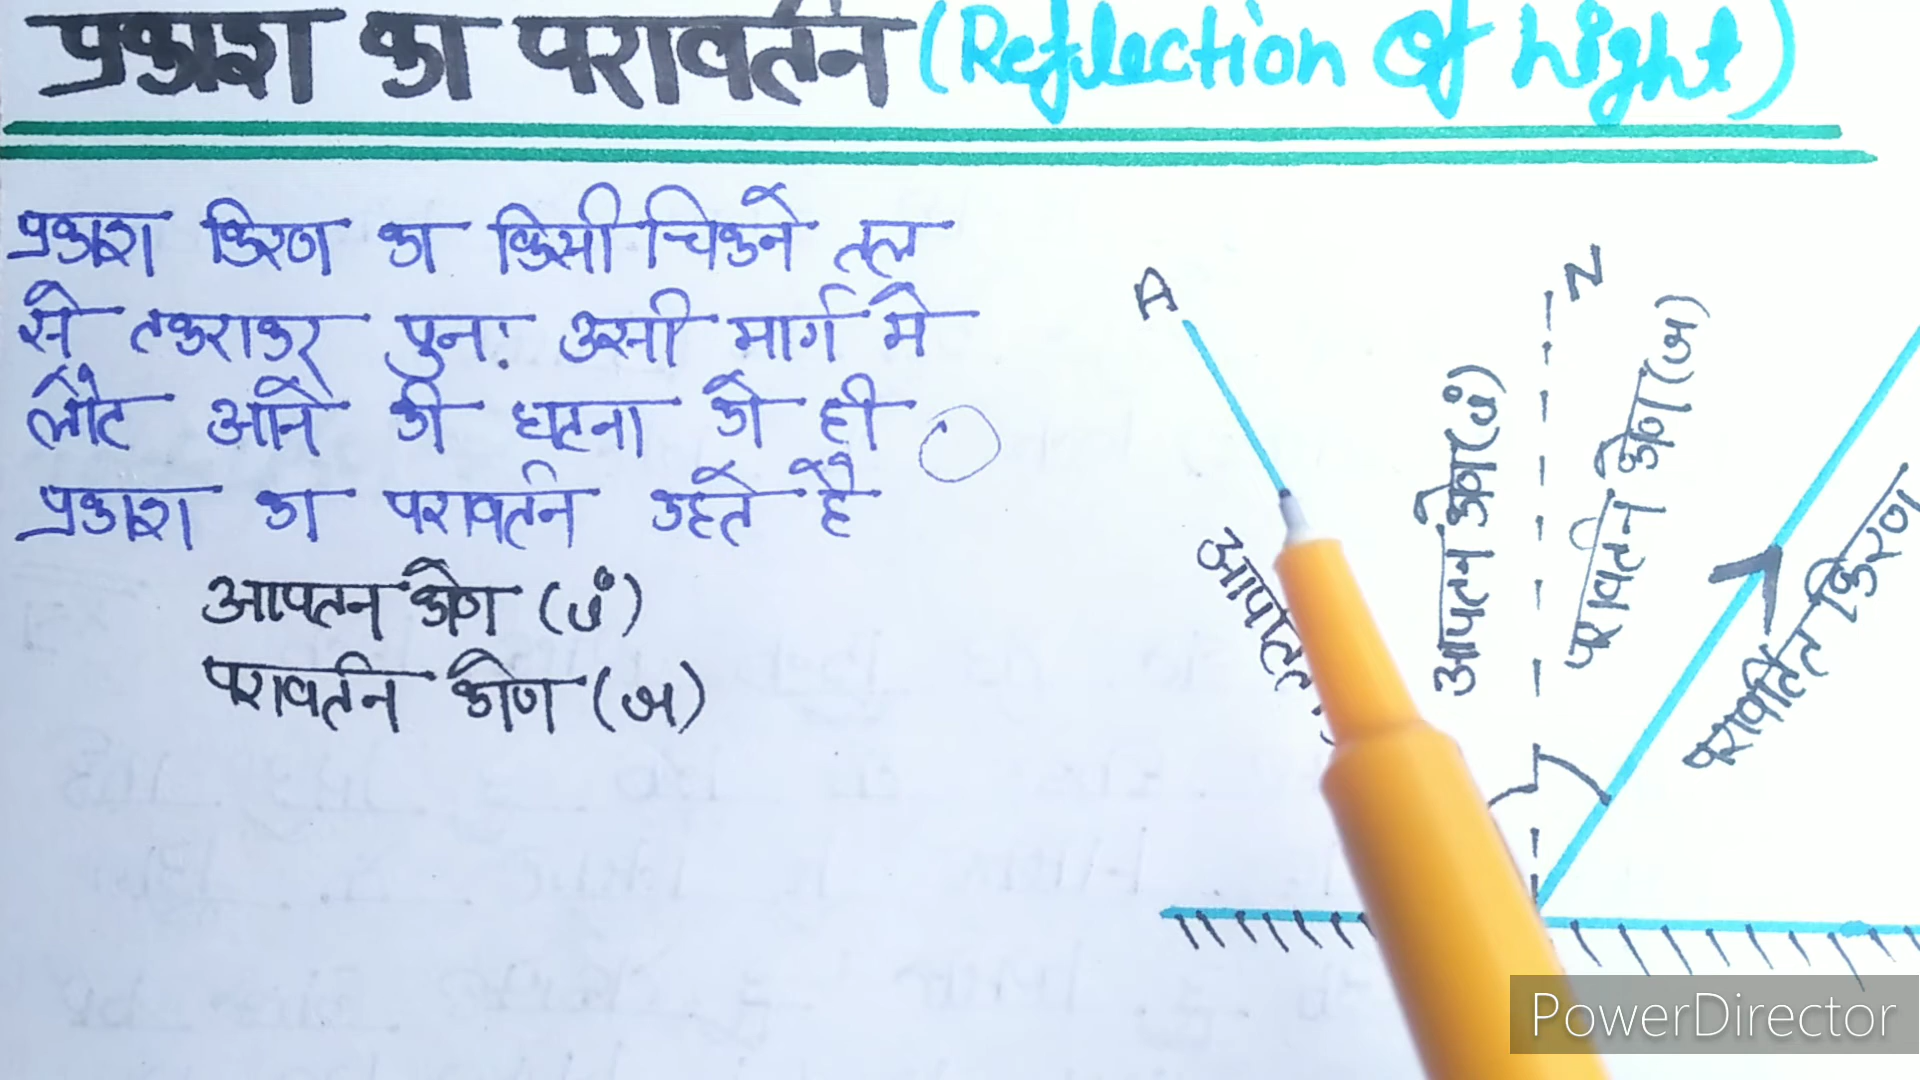 प्रकाश का परावर्तन (Reflection of Light)
प्रकाश किरण का किसी चिकने तल
से तकराकर पुनः उसी मार्ग मे
लौट आने की घटना को ही
प्रकाश का परावर्तन कहते है
आपतन कोण (i)
परावर्तन कोण (r)
A
N
आपतन कोण (i)
परावर्तन कोण (r)
परावर्तित किरण
PowerDirector